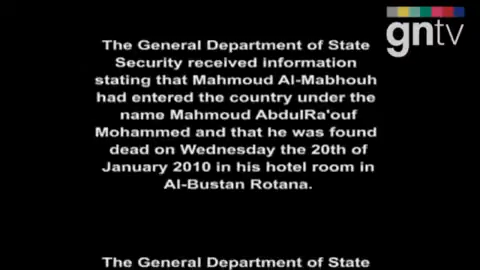 gntv
The General Department of State
Security received information
stating that Mahmoud Al-Mabhouh
had entered the country under the
name Mahmoud AbdulRa'ouf
Mohammed and that he was found
dead on Wednesday the 20th of
January 2010 in his hotel room in
Al-Bustan Rotana.
The General Department of State